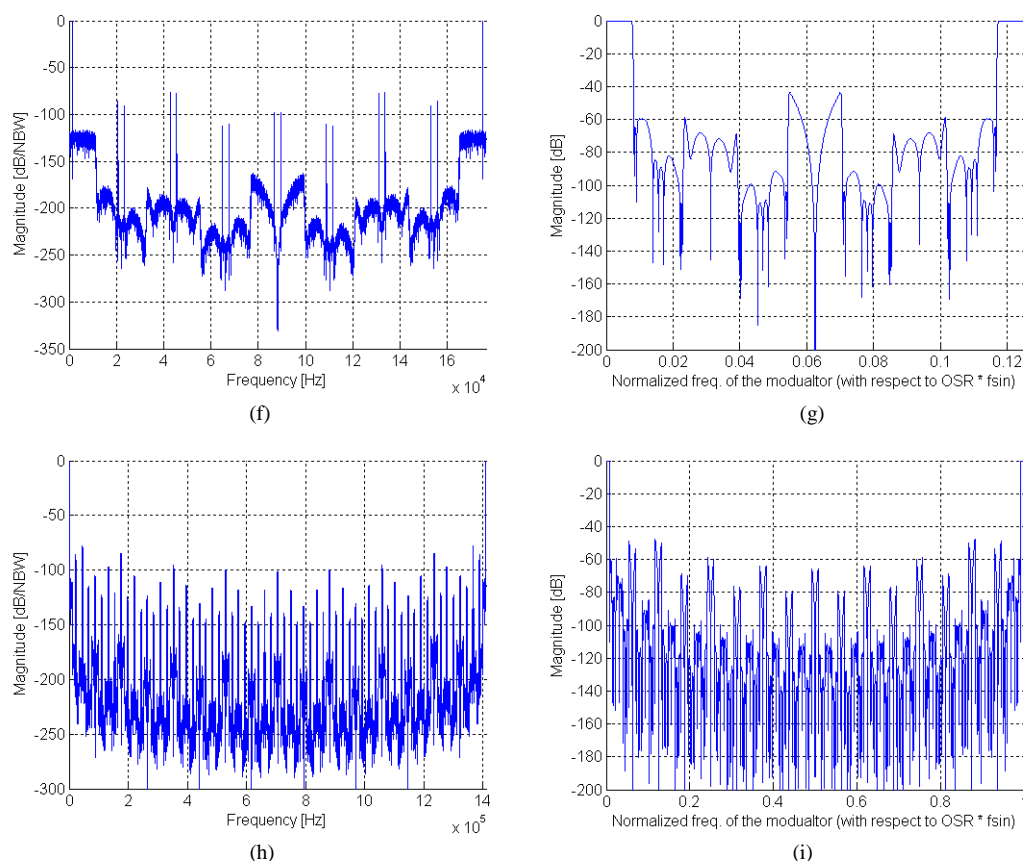 0
-50
-100
-150
-200
-250
-300
-350
Magnitude [dB/NBW]
0 2 4 6 8 10 12 14 16
x 10^4
Frequency [Hz]
(f)
0
-20
-40
-60
-80
-100
-120
-140
-160
-180
-200
Magnitude [dB]
0 0.02 0.04 0.06 0.08 0.1 0.12
Normalized freq. of the modualtor (with respect to OSR * fsin)
(g)
0
-50
-100
-150
-200
-250
-300
Magnitude [dB/NBW]
0 2 4 6 8 10 12 14
x 10^5
Frequency [Hz]
(h)
0
-20
-40
-60
-80
-100
-120
-140
-160
-180
-200
Magnitude [dB]
0 0.2 0.4 0.6 0.8 1
Normalized freq. of the modualtor (with respect to OSR * fsin)
(i)